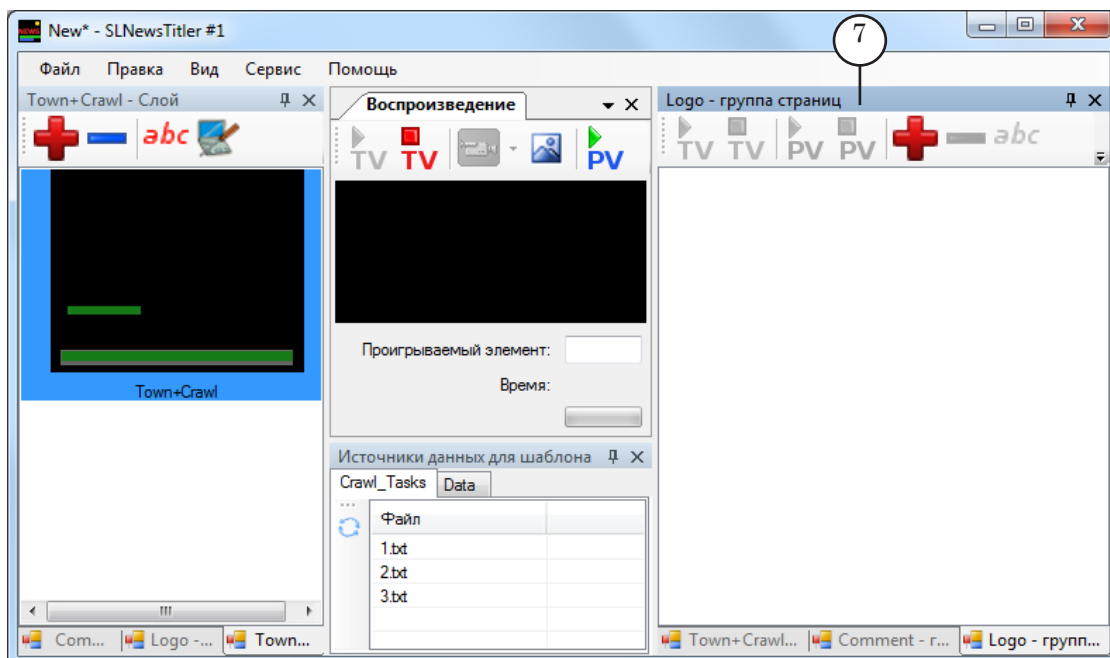 NEWS New* - SLNewsTitler #1
7
Файл Правка Вид Сервис Помощь
Town+Crawl - Слой
abc
Town+Crawl
Com... Logo -... Town...
Воспроизведение
TV TV PV
Проигрываемый элемент:
Время:
Источники данных для шаблона
Crawl_Tasks Data
Файл
1.txt
2.txt
3.txt
Logo - группа страниц
TV TV PV PV abc
Town+Crawl... Comment - г... Logo - групп...